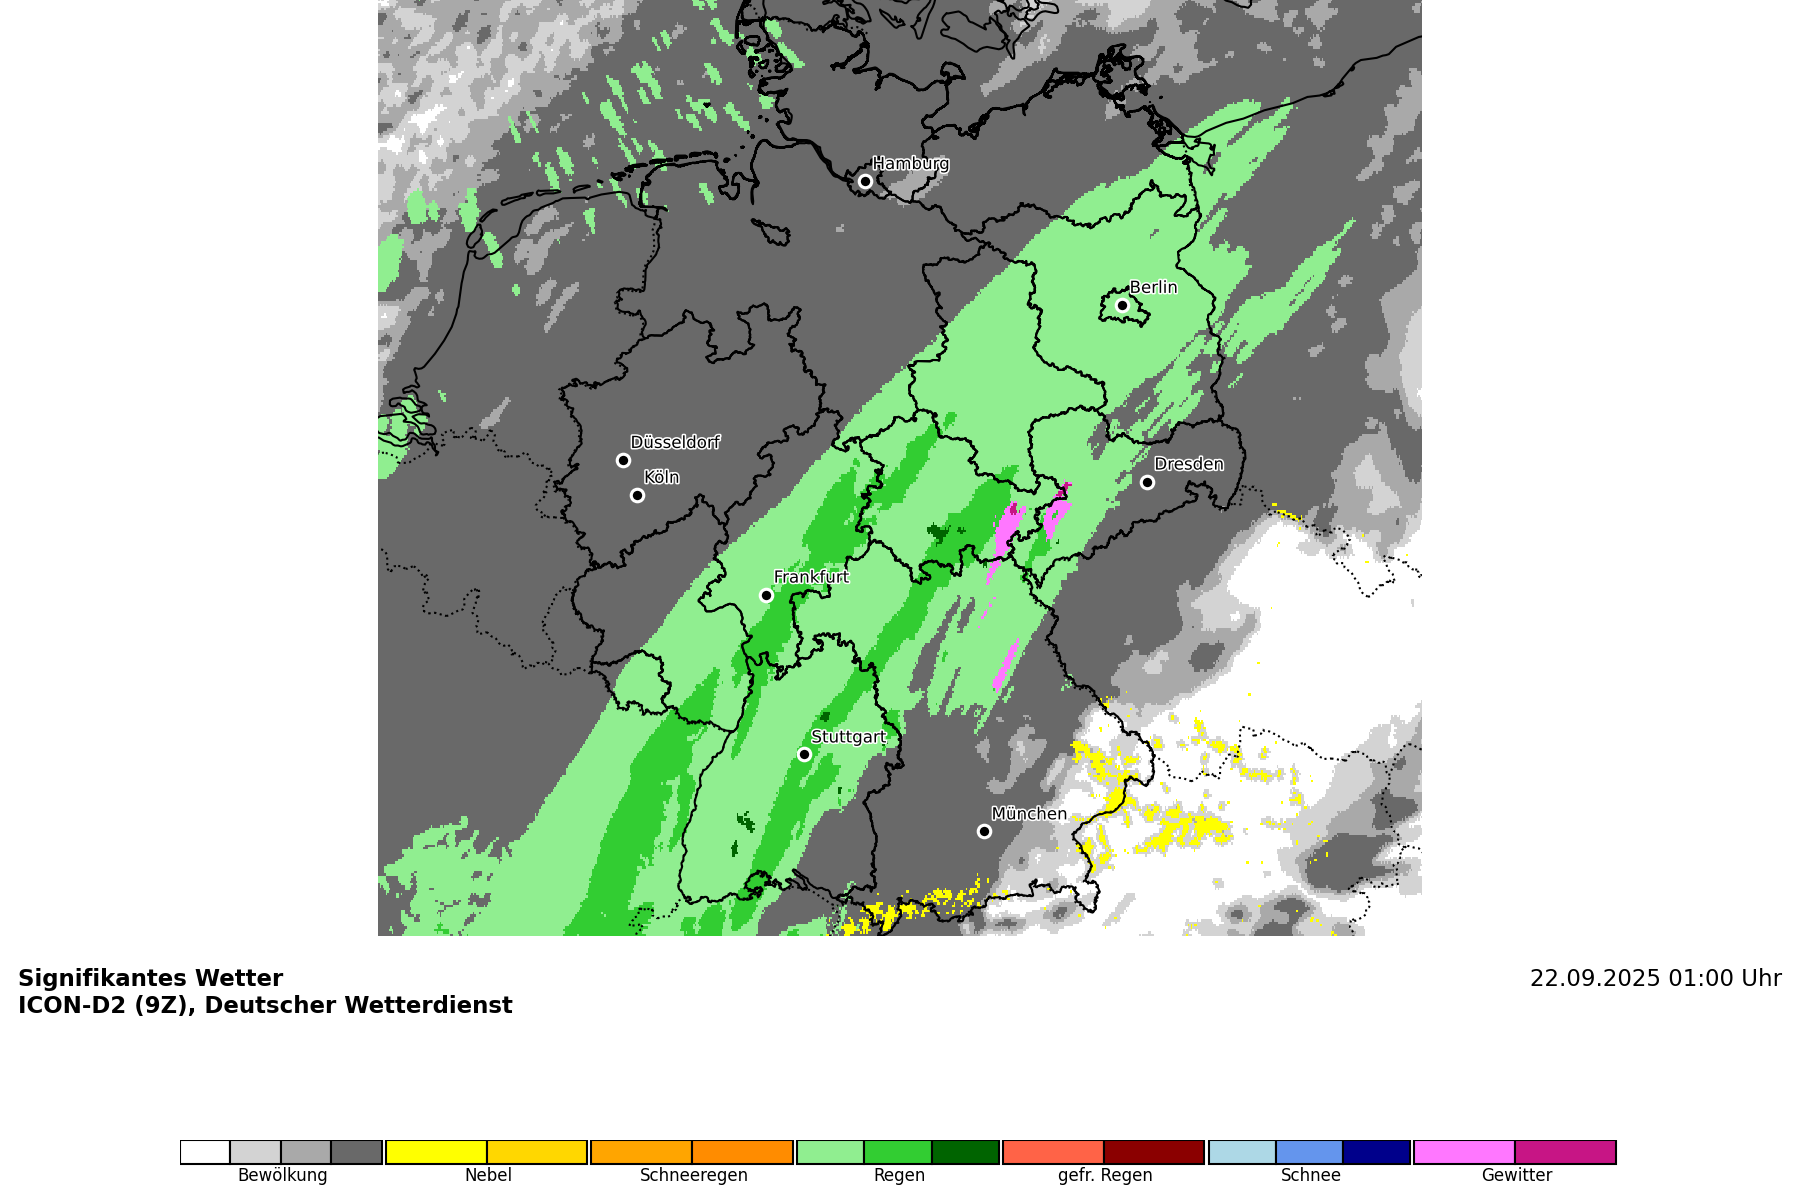 Hamburg
Berlin
Düsseldorf
Köln
Dresden
Frankfurt
Stuttgart
München
Signifikantes Wetter
22.09.2025 01:00 Uhr
ICON-D2 (9Z), Deutscher Wetterdienst
Bewölkung Nebel Schneeregen Regen gefr. Regen Schnee Gewitter